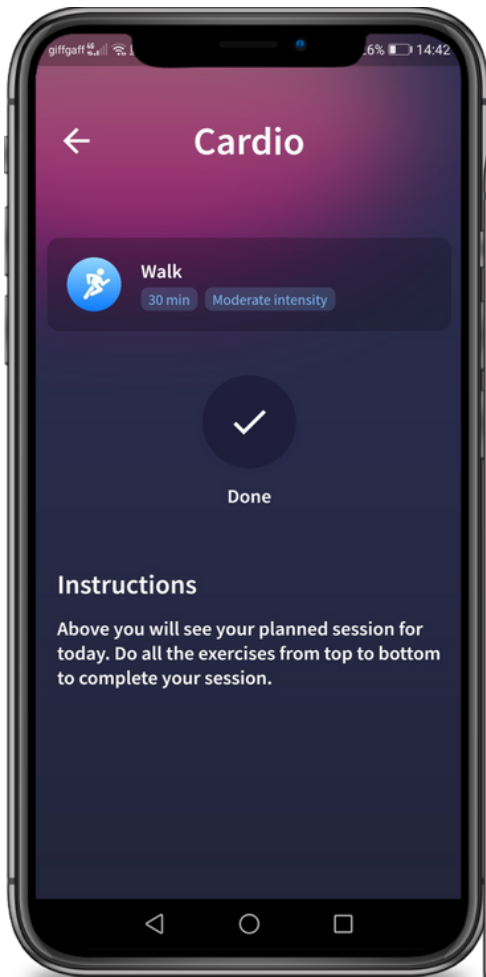 giffgaff
6% 14:42
Cardio
Walk
30 min Moderate intensity
Done
Instructions
Above you will see your planned session for
today. Do all the exercises from top to bottom
to complete your session.